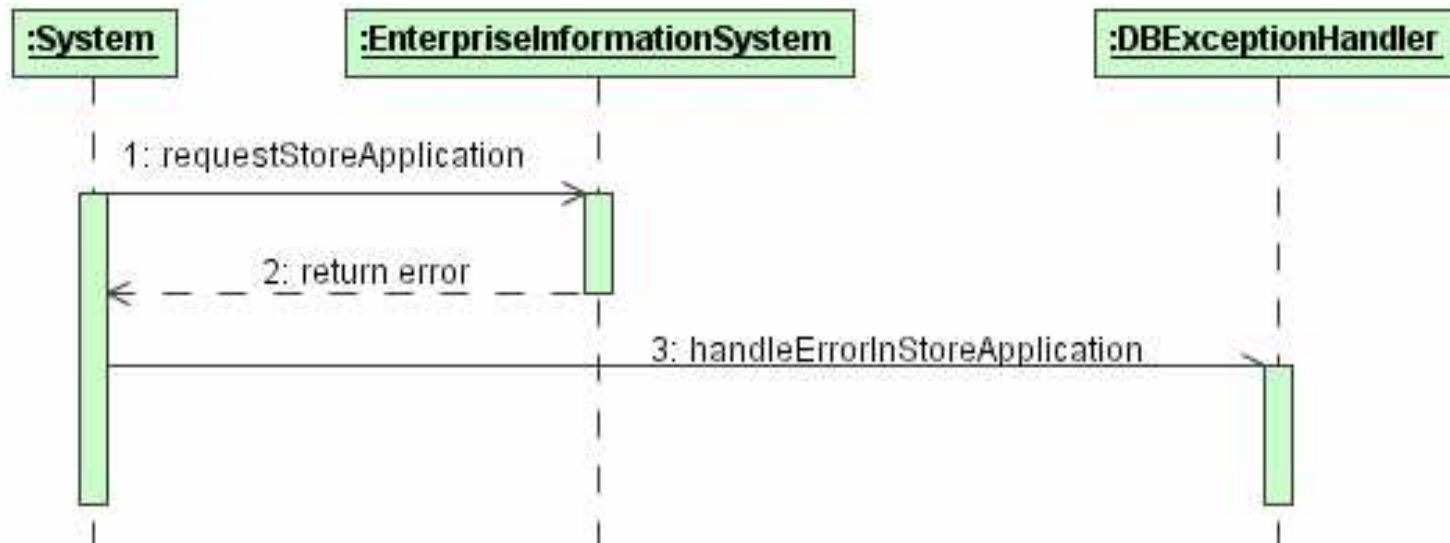 :System
:EnterpriseInformationSystem
:DBExceptionHandler
1: requestStoreApplication
2: return error
3: handleErrorInStoreApplication